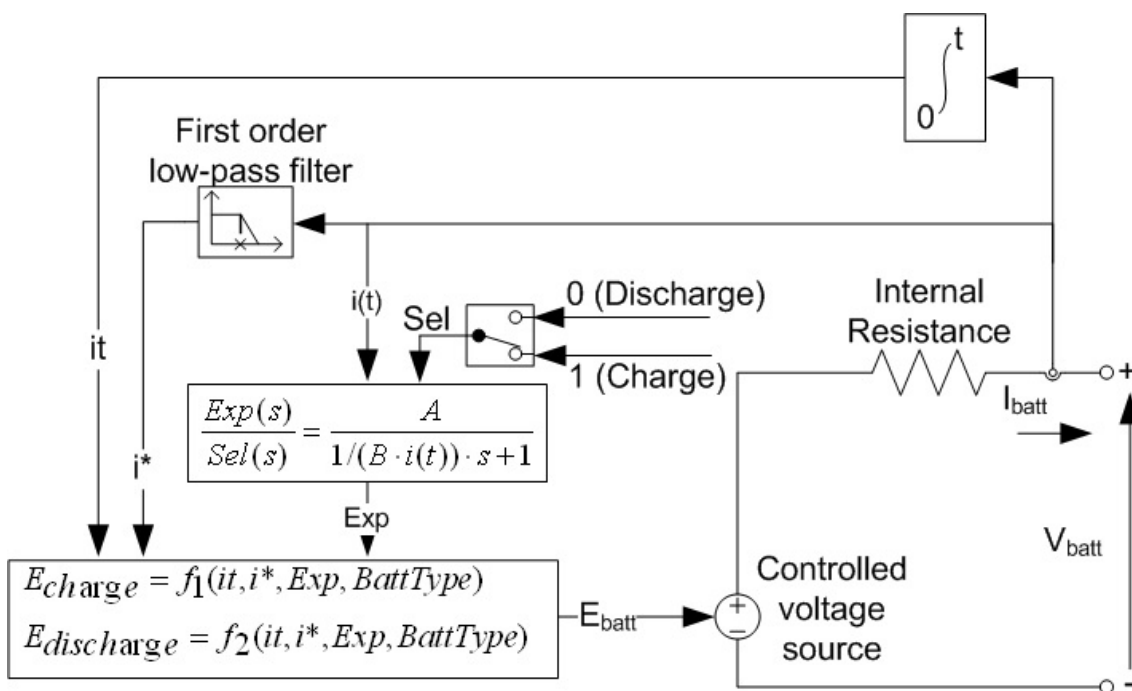 t
0
First order
low-pass filter
i(t)
Sel
0 (Discharge)
1 (Charge)
Internal
Resistance
+
I_batt
it
i*
Exp(s)/Sel(s) = A/(1/(B·i(t))·s+1)
Exp
V_batt
E_charge = f_1(it,i*,Exp,BattType)
E_discharge = f_2(it,i*,Exp,BattType)
E_batt
+
−
Controlled
voltage
source
-